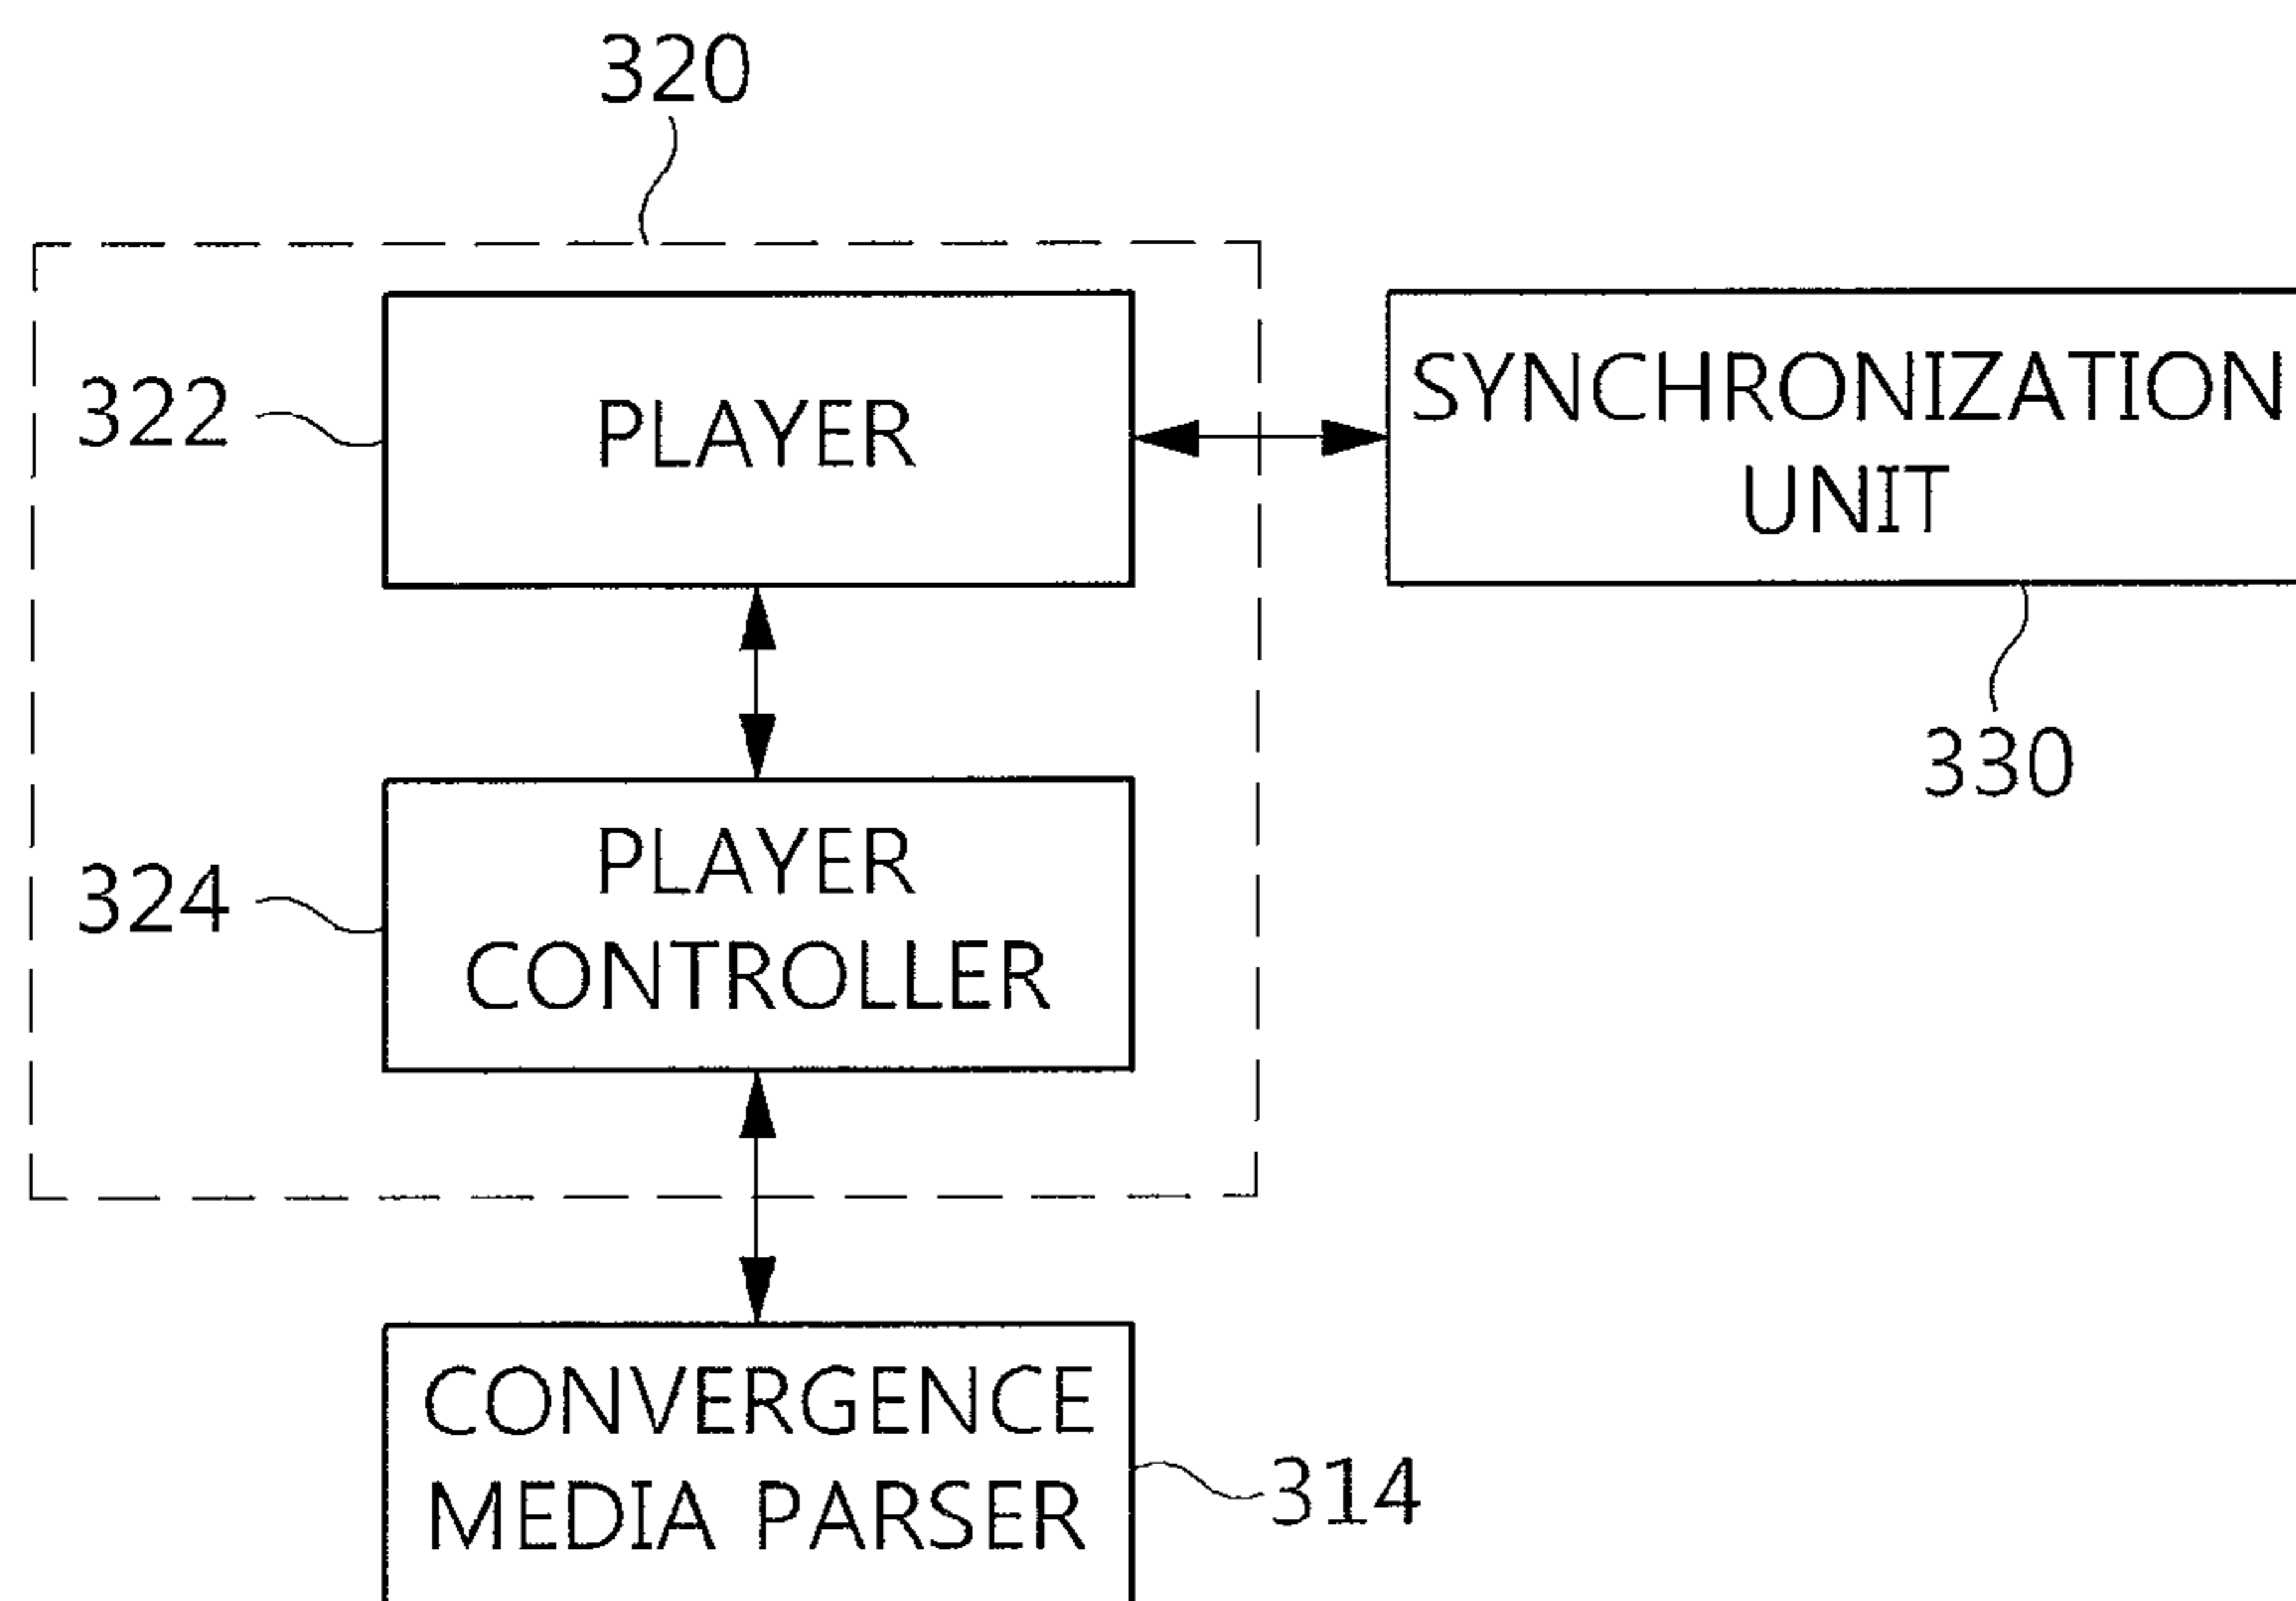 320
322
PLAYER
SYNCHRONIZATION
UNIT
330
324
PLAYER
CONTROLLER
CONVERGENCE
MEDIA PARSER
314